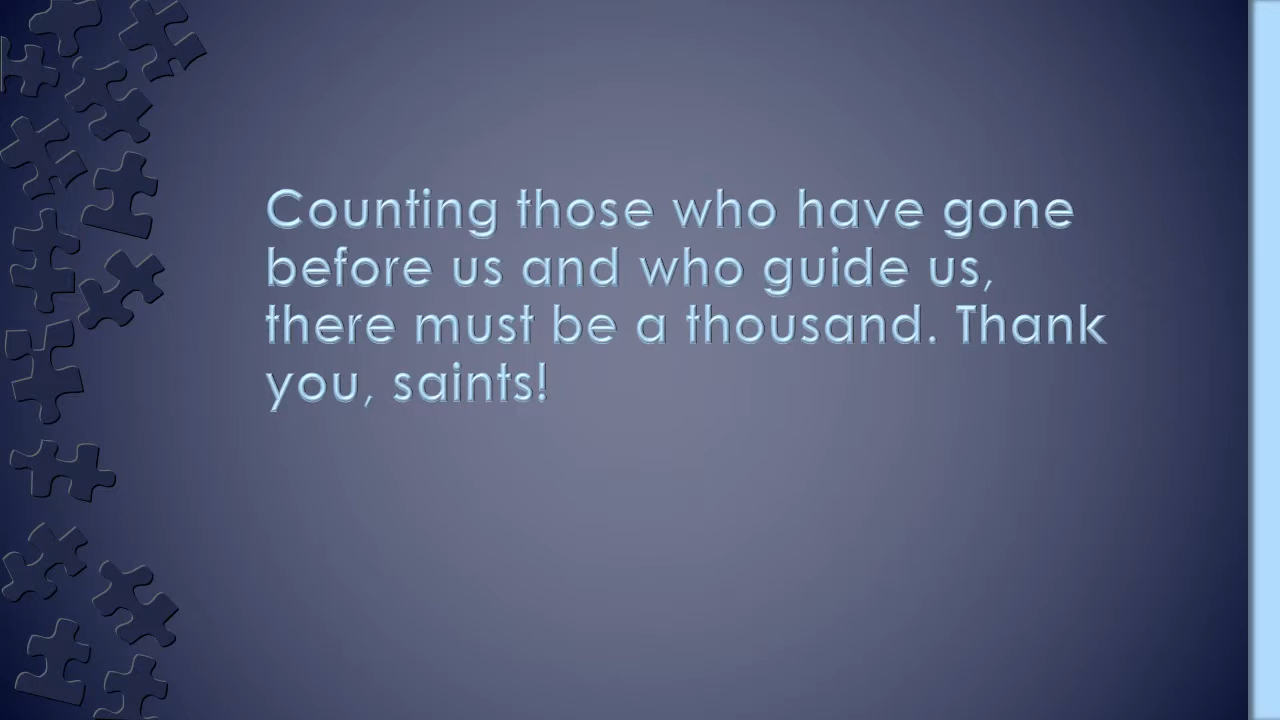 Counting those who have gone
before us and who guide us,
there must be a thousand. Thank
you, saints!